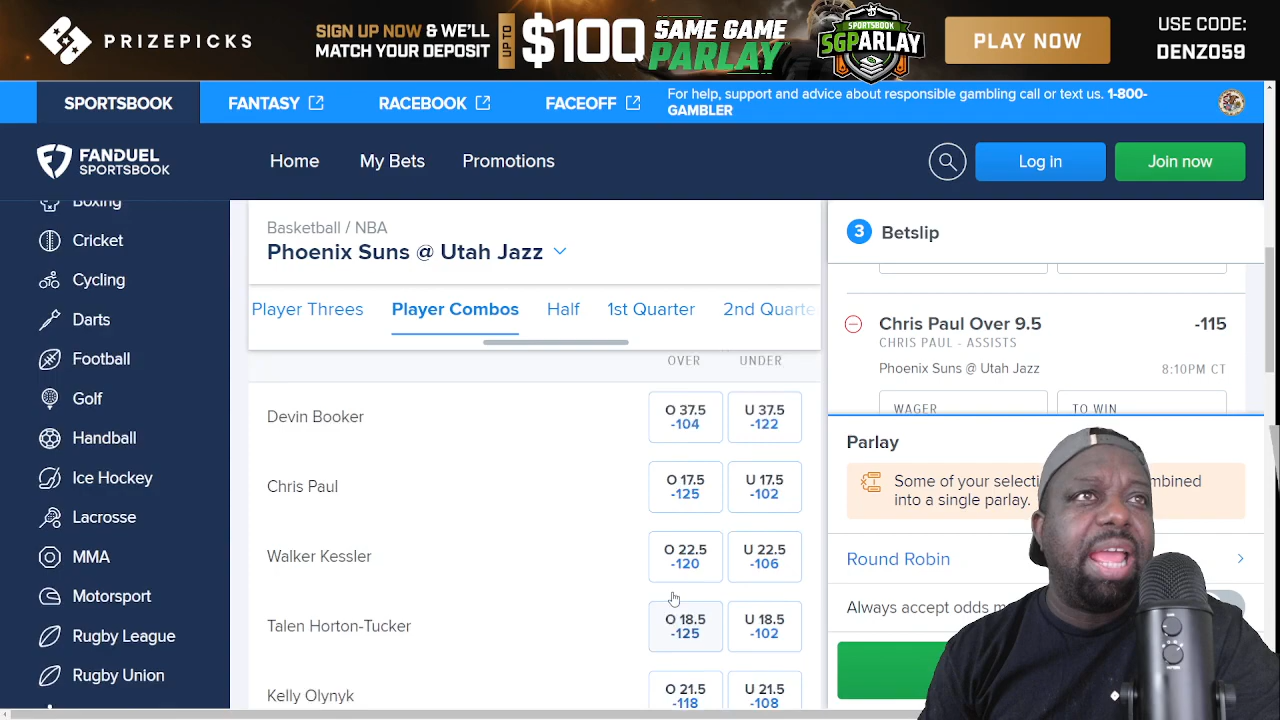 PRIZEPICKS
SIGN UP NOW & WE'LL
MATCH YOUR DEPOSIT
UP TO
$100
SAME GAME
PARLAY
SPORTSBOOK
SGPARLAY
PLAY NOW
USE CODE:
DENZO59
SPORTSBOOK
FANTASY
RACEBOOK
FACEOFF
For help, support and advice about responsible gambling call or text us. 1-800-
GAMBLER
FANDUEL
SPORTSBOOK
Home
My Bets
Promotions
Log in
Join now
Boxing
Cricket
Cycling
Darts
Football
Golf
Handball
Ice Hockey
Lacrosse
MMA
Motorsport
Rugby League
Rugby Union
Basketball / NBA
Phoenix Suns @ Utah Jazz
Player Threes
Player Combos
Half
1st Quarter
2nd Quarte
OVER
UNDER
Devin Booker
O 37.5
-104
U 37.5
-122
Chris Paul
O 17.5
-125
U 17.5
-102
Walker Kessler
O 22.5
-120
U 22.5
-106
Talen Horton-Tucker
O 18.5
-125
U 18.5
-102
Kelly Olynyk
O 21.5
-118
U 21.5
-108
3
Betslip
Chris Paul Over 9.5
-115
CHRIS PAUL - ASSISTS
Phoenix Suns @ Utah Jazz
8:10PM CT
WAGER
TO WIN
Parlay
Some of your selecti
mbined
into a single parlay.
Round Robin
Always accept odds m